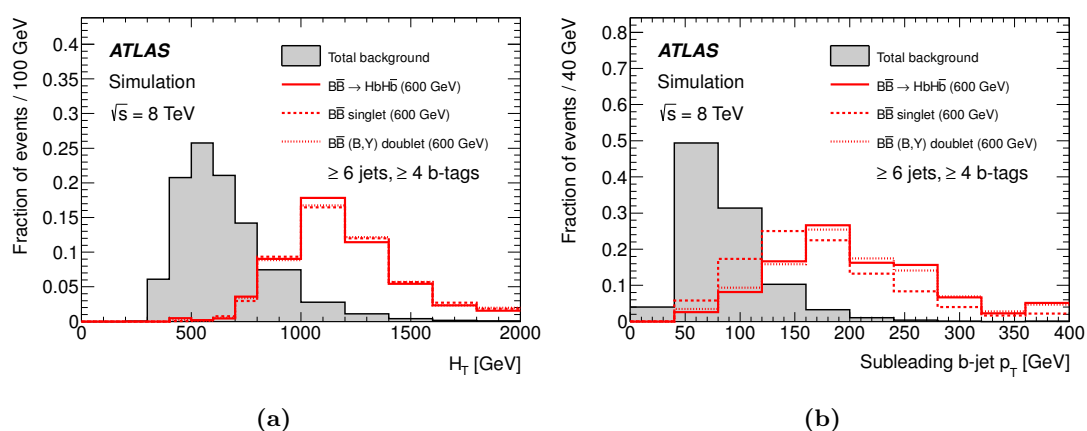 ATLAS
Simulation
√s = 8 TeV
Total background
BB̅ → HbHb̅ (600 GeV)
BB̅ singlet (600 GeV)
BB̅ (B,Y) doublet (600 GeV)
≥ 6 jets, ≥ 4 b-tags
Fraction of events / 100 GeV
0.4
0.35
0.3
0.25
0.2
0.15
0.1
0.05
0
0 500 1000 1500 2000
H_T [GeV]
(a)
ATLAS
Simulation
√s = 8 TeV
Total background
BB̅ → HbHb̅ (600 GeV)
BB̅ singlet (600 GeV)
BB̅ (B,Y) doublet (600 GeV)
≥ 6 jets, ≥ 4 b-tags
Fraction of events / 40 GeV
0.8
0.7
0.6
0.5
0.4
0.3
0.2
0.1
0
0 50 100 150 200 250 300 350 400
Subleading b-jet p_T [GeV]
(b)